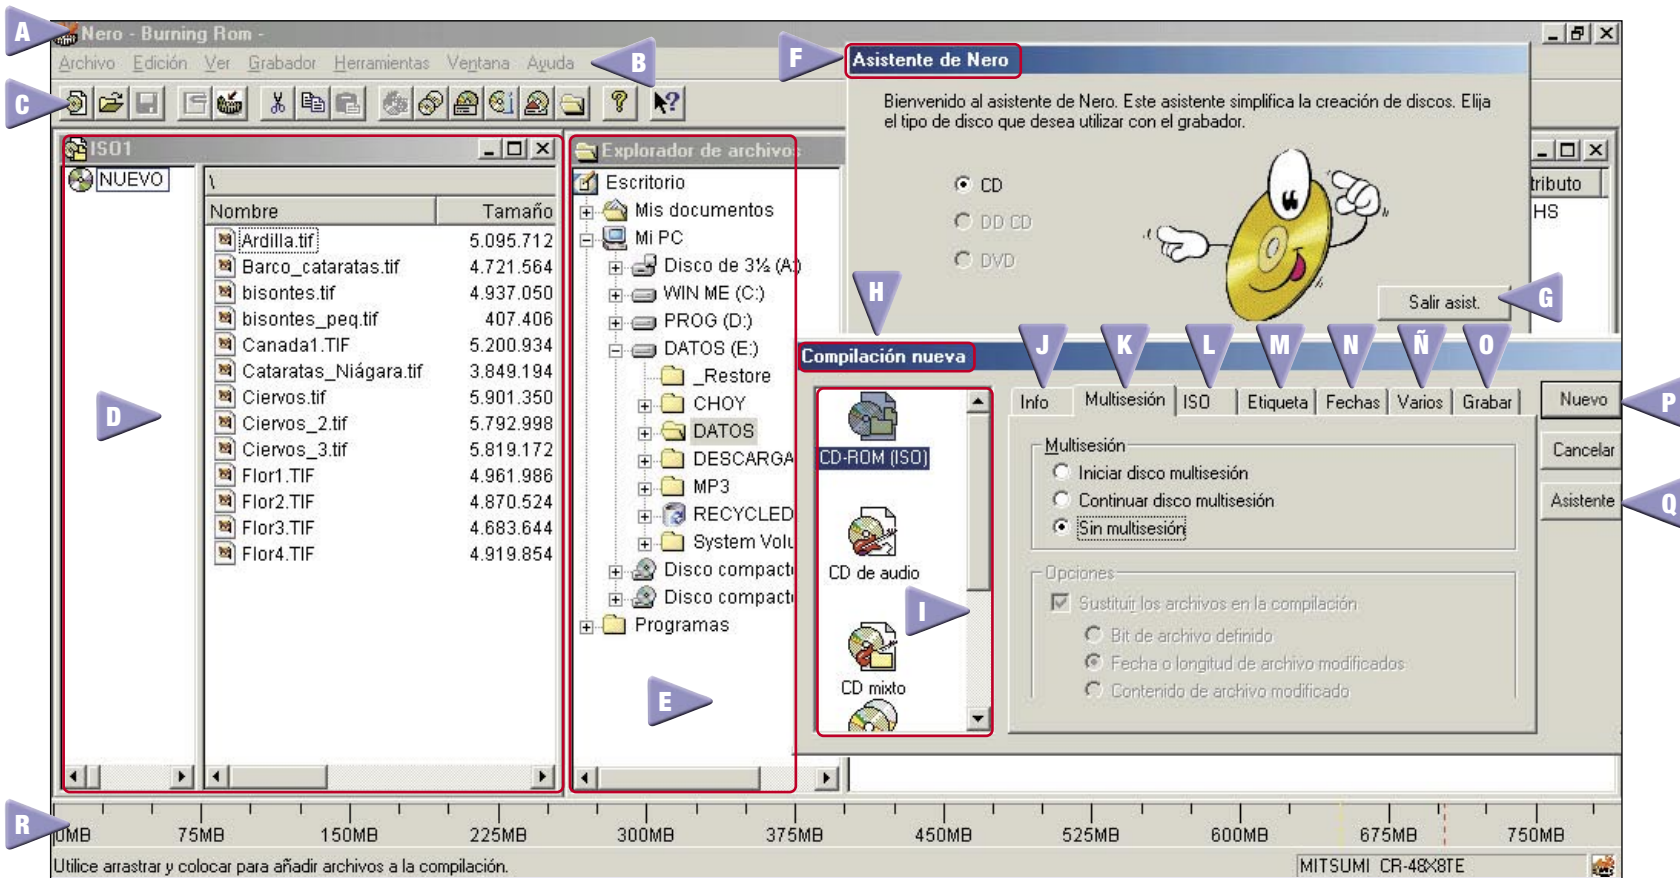 A
Nero - Burning Rom -
Archivo Edición Ver Grabador Herramientas Ventana Ayuda
B
C
F
Asistente de Nero
Bienvenido al asistente de Nero. Este asistente simplifica la creación de discos. Elija
el tipo de disco que desea utilizar con el grabador.
CD
DD CD
DVD
Salir asist.
G
ISO1
NUEVO
\
Nombre Tamaño
Ardilla.tif 5.095.712
Barco_cataratas.tif 4.721.564
bisontes.tif 4.937.050
bisontes_peq.tif 407.406
Canada1.TIF 5.200.934
Cataratas_Niágara.tif 3.849.194
Ciervos.tif 5.901.350
Ciervos_2.tif 5.792.998
Ciervos_3.tif 5.819.172
Flor1.TIF 4.961.986
Flor2.TIF 4.870.524
Flor3.TIF 4.683.644
Flor4.TIF 4.919.854
D
Explorador de archivos
Escritorio
Mis documentos
Mi PC
Disco de 3½ (A:)
WIN ME (C:)
PROG (D:)
DATOS (E:)
_Restore
CHOY
DATOS
DESCARGA
MP3
RECYCLED
System Volu
Disco compacto
Disco compacto
Programas
E
tributo
HS
H
Compilación nueva
J K L M N Ñ O
CD-ROM (ISO)
CD de audio
CD mixto
I
Info Multisesión ISO Etiqueta Fechas Varios Grabar
Multisesión
Iniciar disco multisesión
Continuar disco multisesión
Sin multisesión
Opciones
Sustituir los archivos en la compilación
Bit de archivo definido
Fecha o longitud de archivo modificados
Contenido de archivo modificado
Nuevo
P
Cancelar
Asistente
Q
R
0MB 75MB 150MB 225MB 300MB 375MB 450MB 525MB 600MB 675MB 750MB
Utilice arrastrar y colocar para añadir archivos a la compilación.
MITSUMI CR-48X8TE